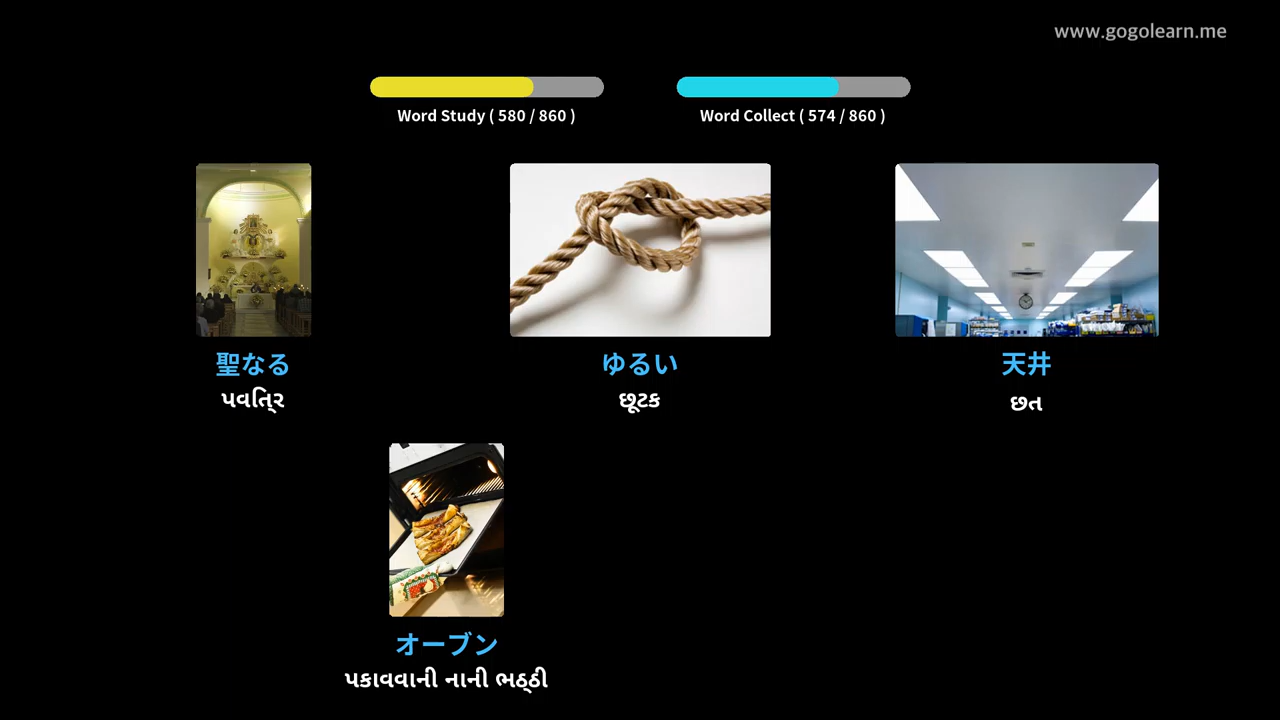 www.gogolearn.me
Word Study ( 580 / 860 )
Word Collect ( 574 / 860 )
聖なる
પવિત્ર
ゆるい
છૂટક
天井
છત
オーブン
પકાવવાની નાની ભઠ્ઠી